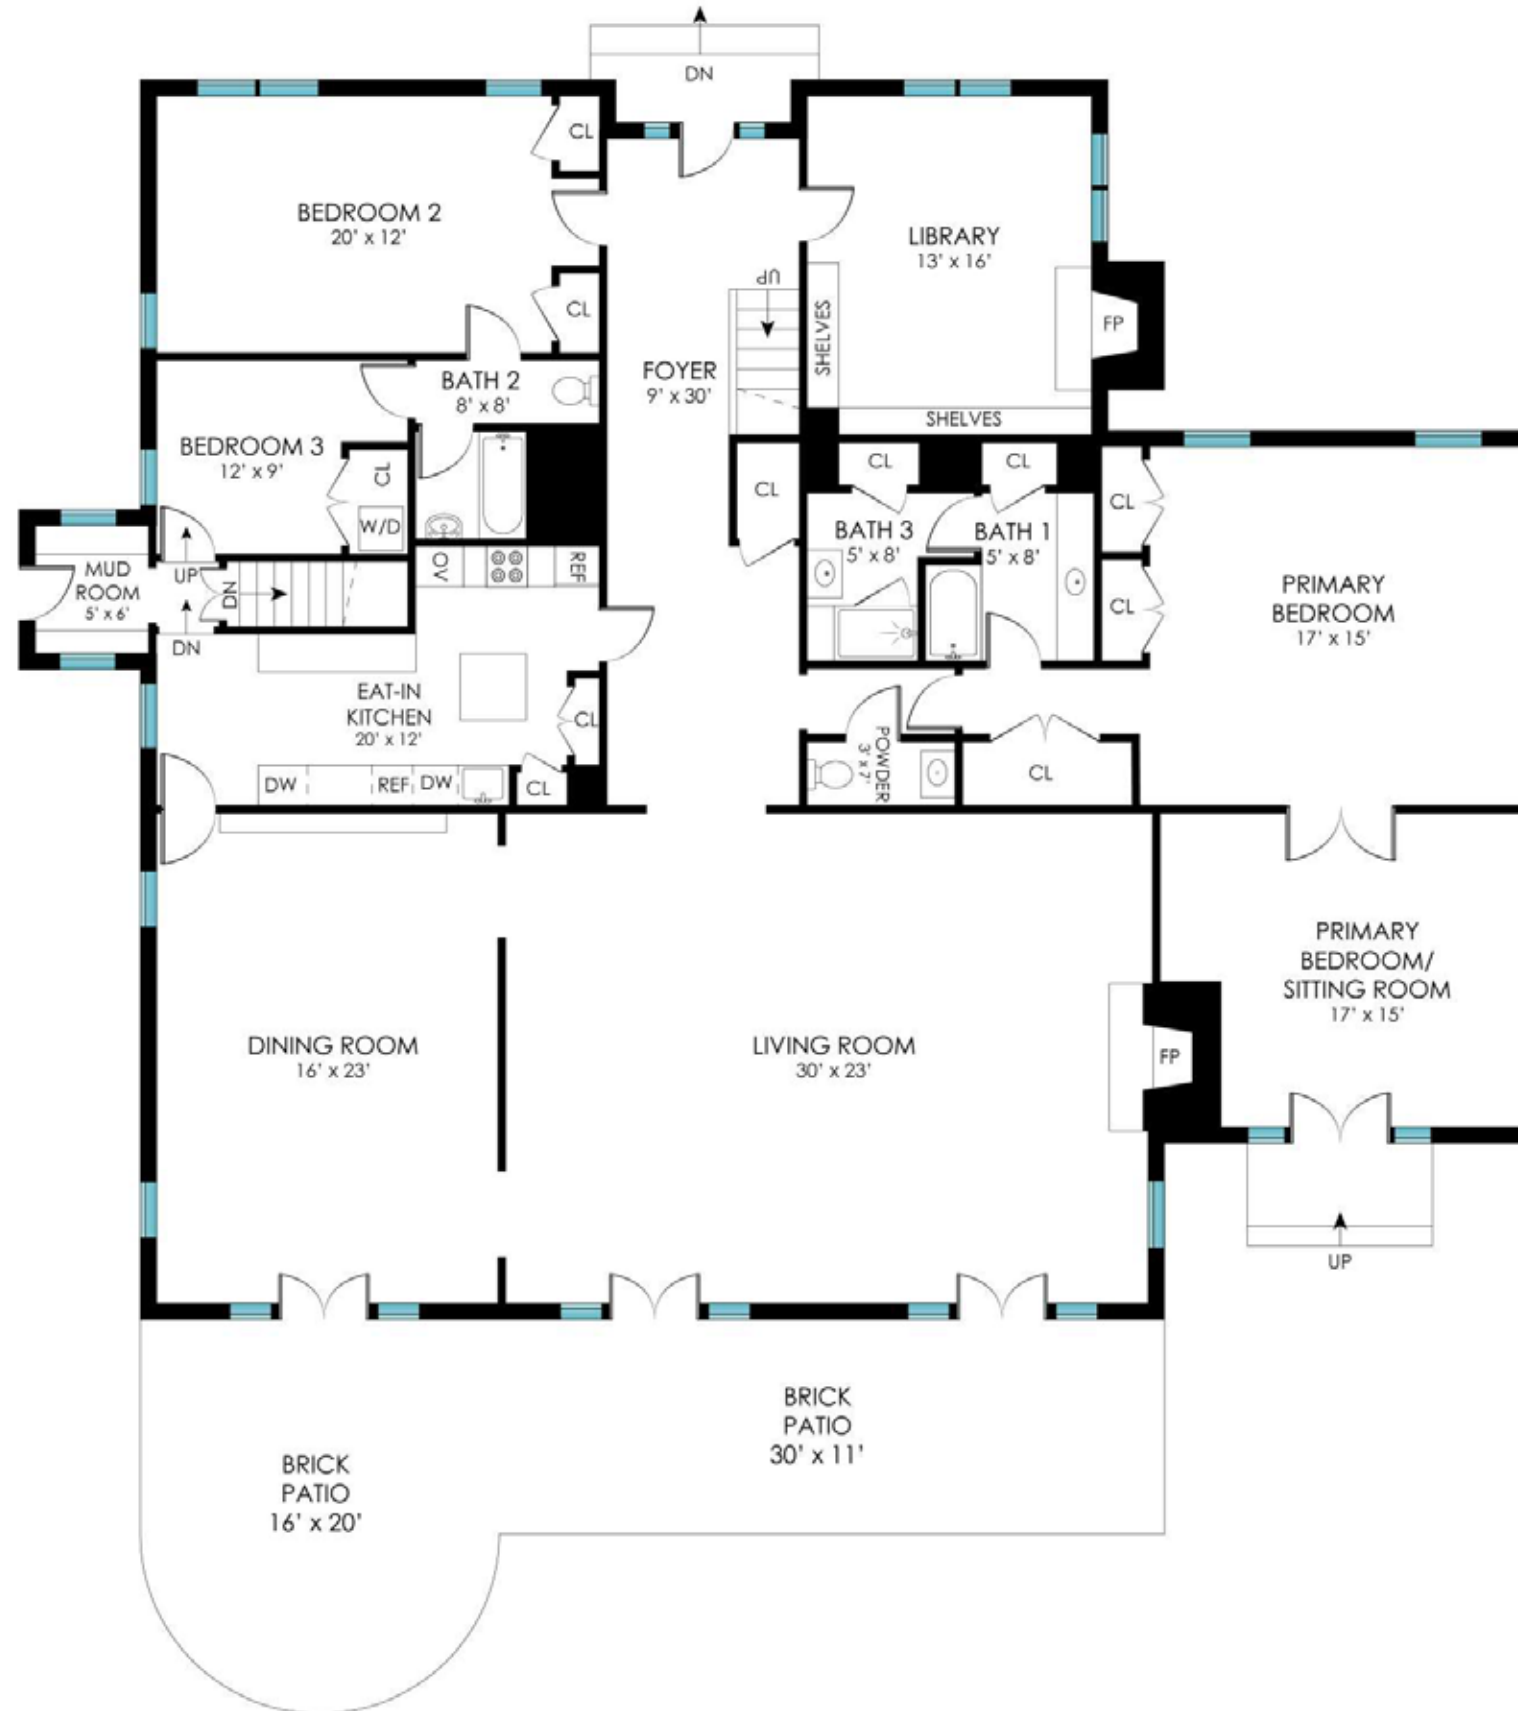 DN
CL
BEDROOM 2
20' x 12'
LIBRARY
13' x 16'
UP
CL
SHELVES
FP
FOYER
9' x 30'
BATH 2
8' x 8'
SHELVES
BEDROOM 3
12' x 9'
CL
W/D
CL
CL
CL
CL
BATH 3
5' x 8'
BATH 1
5' x 8'
MUD
ROOM
5' x 6'
UP
DN
DN
OV
REF
CL
PRIMARY
BEDROOM
17' x 15'
EAT-IN
KITCHEN
20' x 12'
CL
DW
REF
DW
CL
POWDER
3' x 7'
CL
PRIMARY
BEDROOM/
SITTING ROOM
17' x 15'
DINING ROOM
16' x 23'
LIVING ROOM
30' x 23'
FP
UP
BRICK
PATIO
30' x 11'
BRICK
PATIO
16' x 20'